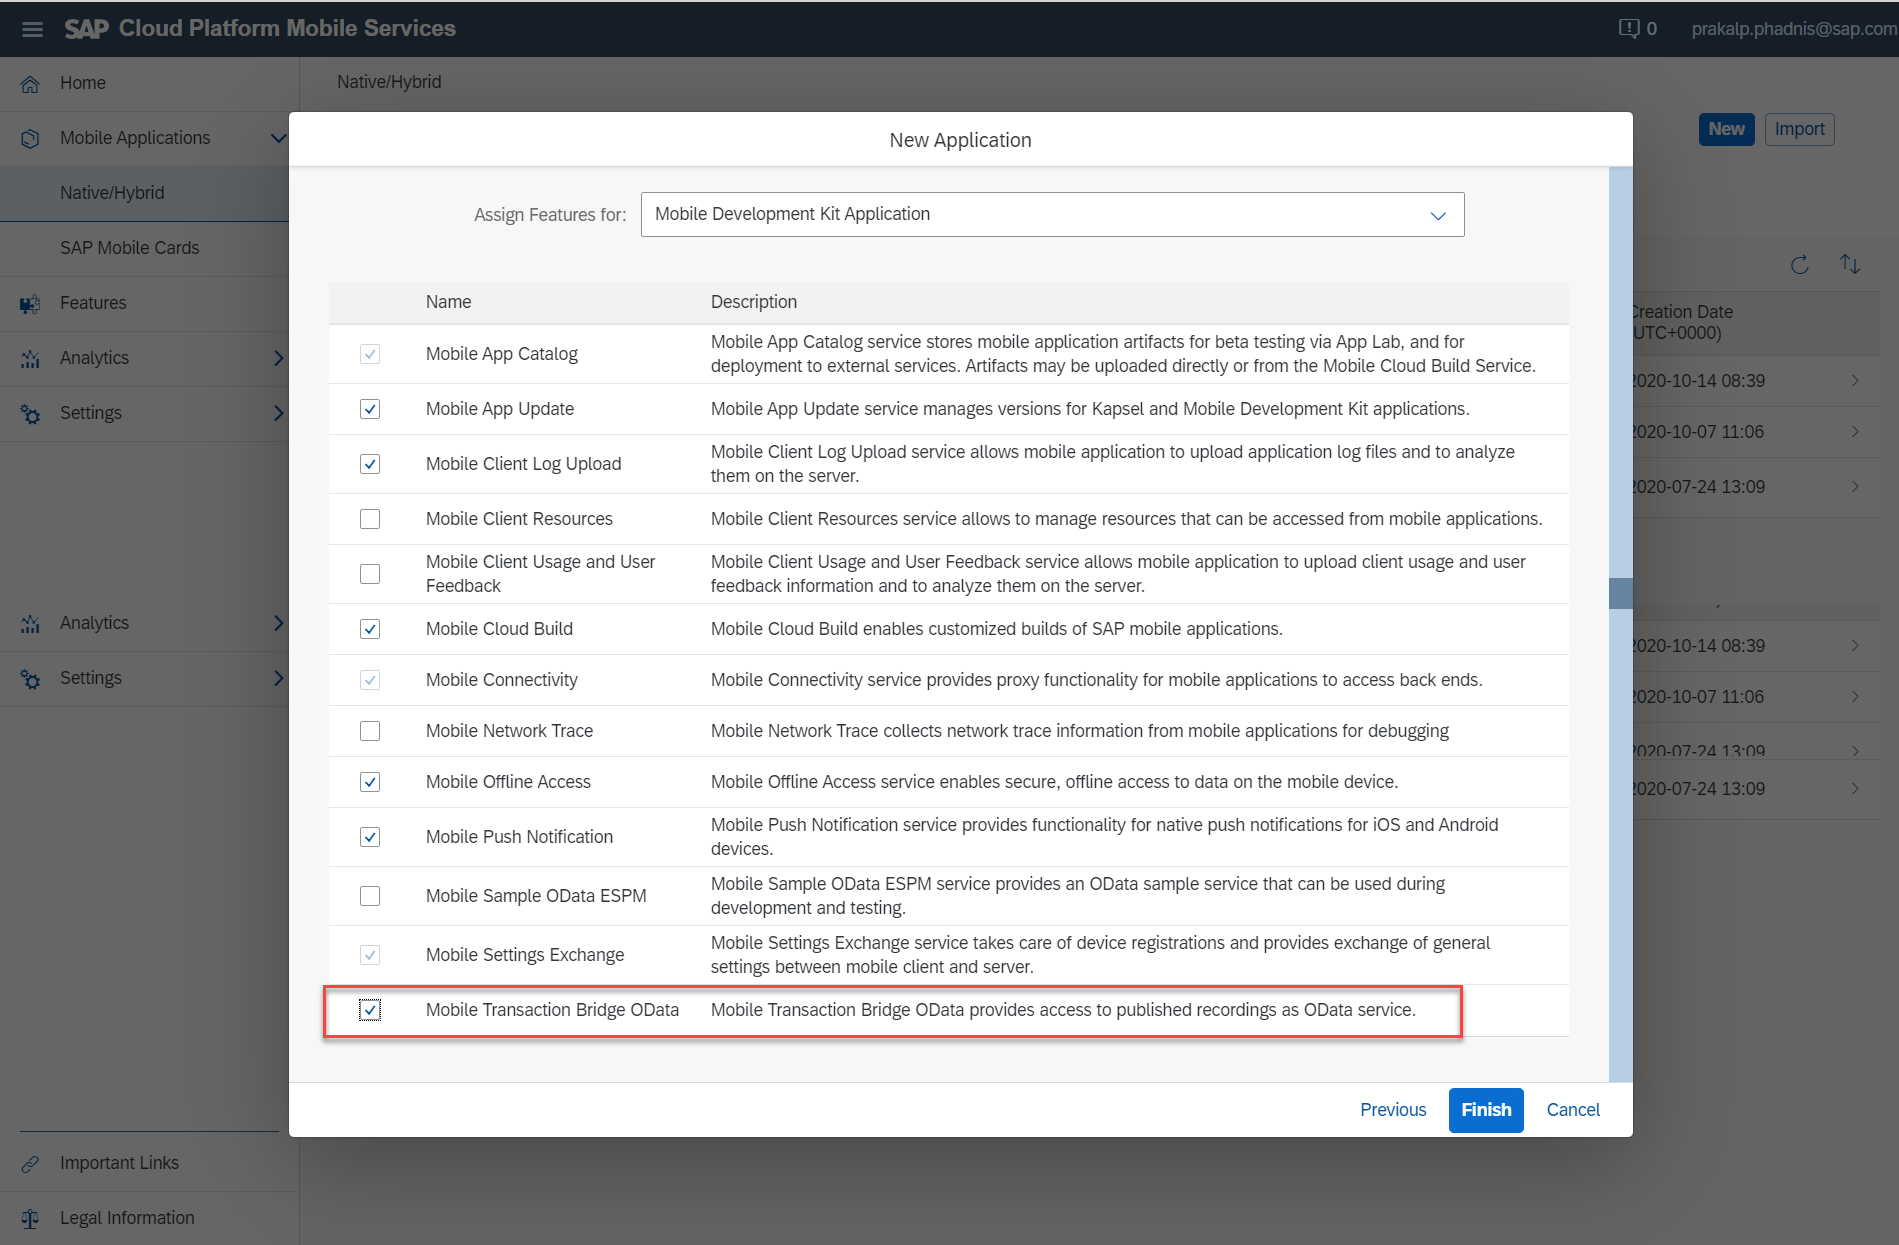 SAP Cloud Platform Mobile Services
0
prakalp.phadnis@sap.com
Home
Mobile Applications
Native/Hybrid
SAP Mobile Cards
Features
Analytics
Settings
Analytics
Settings
Important Links
Legal Information
Native/Hybrid
New
Import
New Application
Assign Features for:
Mobile Development Kit Application
Name
Description
Mobile App Catalog
Mobile App Catalog service stores mobile application artifacts for beta testing via App Lab, and for
deployment to external services. Artifacts may be uploaded directly or from the Mobile Cloud Build Service.
Mobile App Update
Mobile App Update service manages versions for Kapsel and Mobile Development Kit applications.
Mobile Client Log Upload
Mobile Client Log Upload service allows mobile application to upload application log files and to analyze
them on the server.
Mobile Client Resources
Mobile Client Resources service allows to manage resources that can be accessed from mobile applications.
Mobile Client Usage and User
Feedback
Mobile Client Usage and User Feedback service allows mobile application to upload client usage and user
feedback information and to analyze them on the server.
Mobile Cloud Build
Mobile Cloud Build enables customized builds of SAP mobile applications.
Mobile Connectivity
Mobile Connectivity service provides proxy functionality for mobile applications to access back ends.
Mobile Network Trace
Mobile Network Trace collects network trace information from mobile applications for debugging
Mobile Offline Access
Mobile Offline Access service enables secure, offline access to data on the mobile device.
Mobile Push Notification
Mobile Push Notification service provides functionality for native push notifications for iOS and Android
devices.
Mobile Sample OData ESPM
Mobile Sample OData ESPM service provides an OData sample service that can be used during
development and testing.
Mobile Settings Exchange
Mobile Settings Exchange service takes care of device registrations and provides exchange of general
settings between mobile client and server.
Mobile Transaction Bridge OData
Mobile Transaction Bridge OData provides access to published recordings as OData service.
Previous
Finish
Cancel
Creation Date
UTC+0000)
2020-10-14 08:39
2020-10-07 11:06
2020-07-24 13:09
2020-10-14 08:39
2020-10-07 11:06
2020-07-24 13:09
2020-07-24 13:09